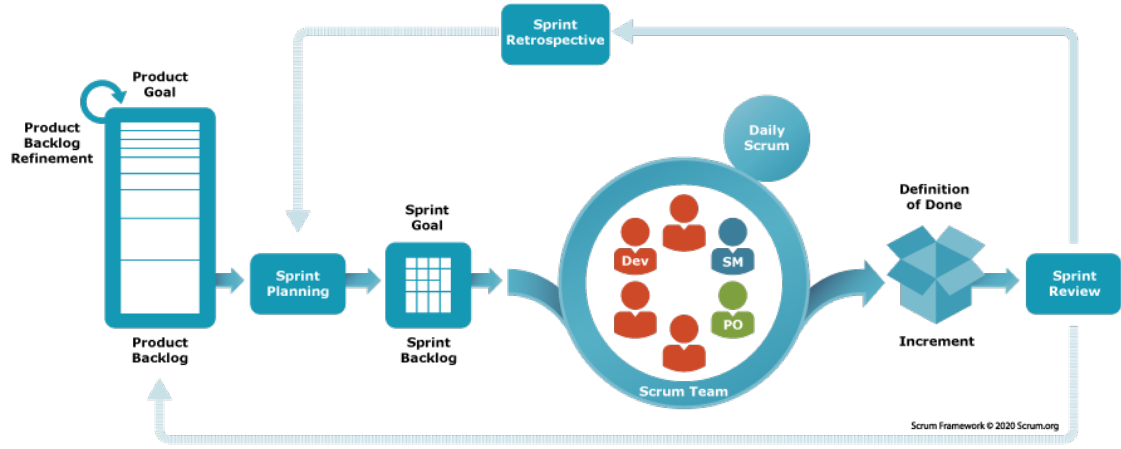 Sprint
Retrospective
Product
Goal
Product
Backlog
Refinement
Daily
Scrum
Definition
of Done
Sprint
Goal
Dev
SM
Sprint
Planning
Sprint
Review
PO
Product
Backlog
Sprint
Backlog
Increment
Scrum Team
Scrum Framework © 2020 Scrum.org